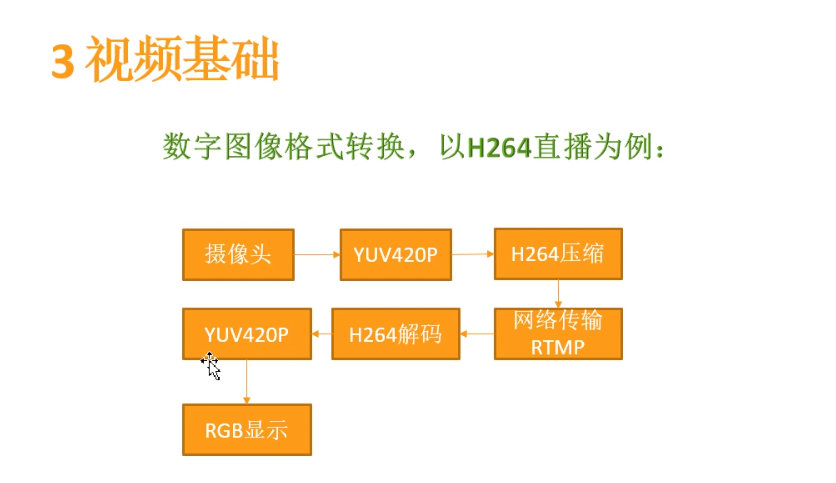 3 视频基础
数字图像格式转换，以H264直播为例：
摄像头
YUV420P
H264压缩
网络传输
RTMP
H264解码
YUV420P
RGB显示